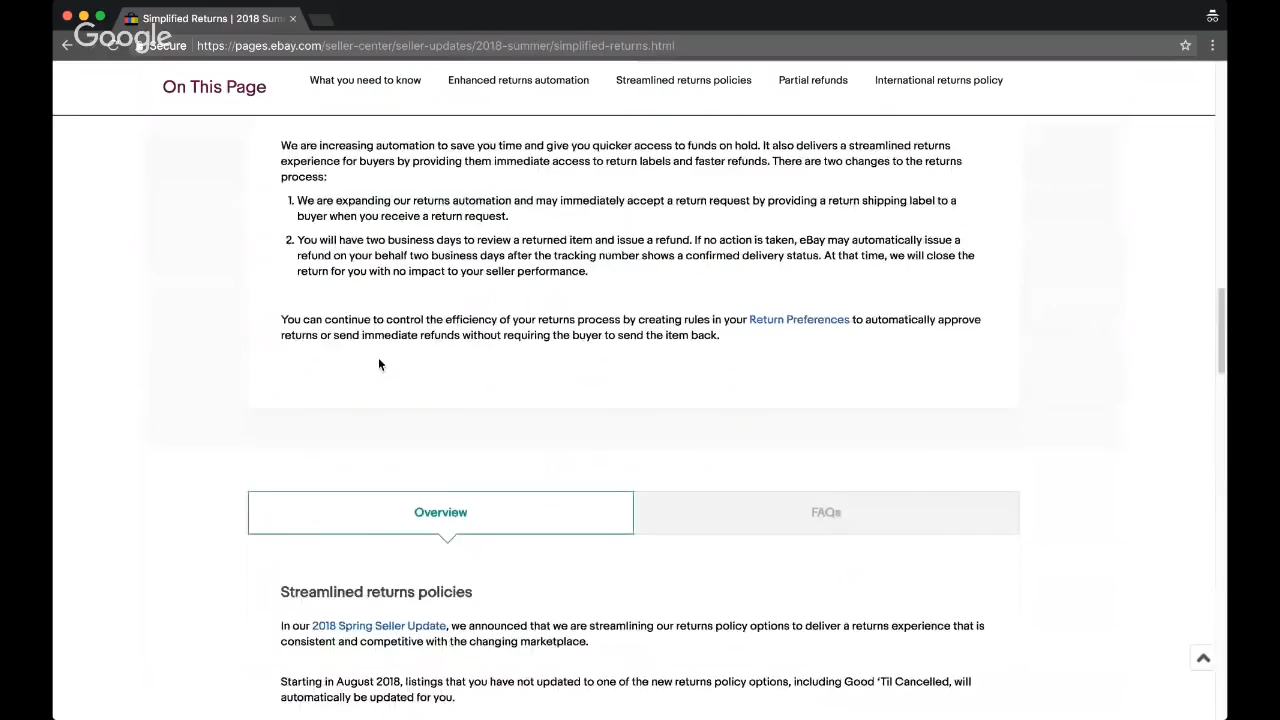 Simplified Returns | 2018 Sum
Google
Secure https://pages.ebay.com/seller-center/seller-updates/2018-summer/simplified-returns.html
On This Page What you need to know Enhanced returns automation Streamlined returns policies Partial refunds International returns policy
We are increasing automation to save you time and give you quicker access to funds on hold. It also delivers a streamlined returns
experience for buyers by providing them immediate access to return labels and faster refunds. There are two changes to the returns
process:
1. We are expanding our returns automation and may immediately accept a return request by providing a return shipping label to a
buyer when you receive a return request.
2. You will have two business days to review a returned item and issue a refund. If no action is taken, eBay may automatically issue a
refund on your behalf two business days after the tracking number shows a confirmed delivery status. At that time, we will close the
return for you with no impact to your seller performance.
You can continue to control the efficiency of your returns process by creating rules in your Return Preferences to automatically approve
returns or send immediate refunds without requiring the buyer to send the item back.
Overview FAQs
Streamlined returns policies
In our 2018 Spring Seller Update, we announced that we are streamlining our returns policy options to deliver a returns experience that is
consistent and competitive with the changing marketplace.
Starting in August 2018, listings that you have not updated to one of the new returns policy options, including Good ‘Til Cancelled, will
automatically be updated for you.